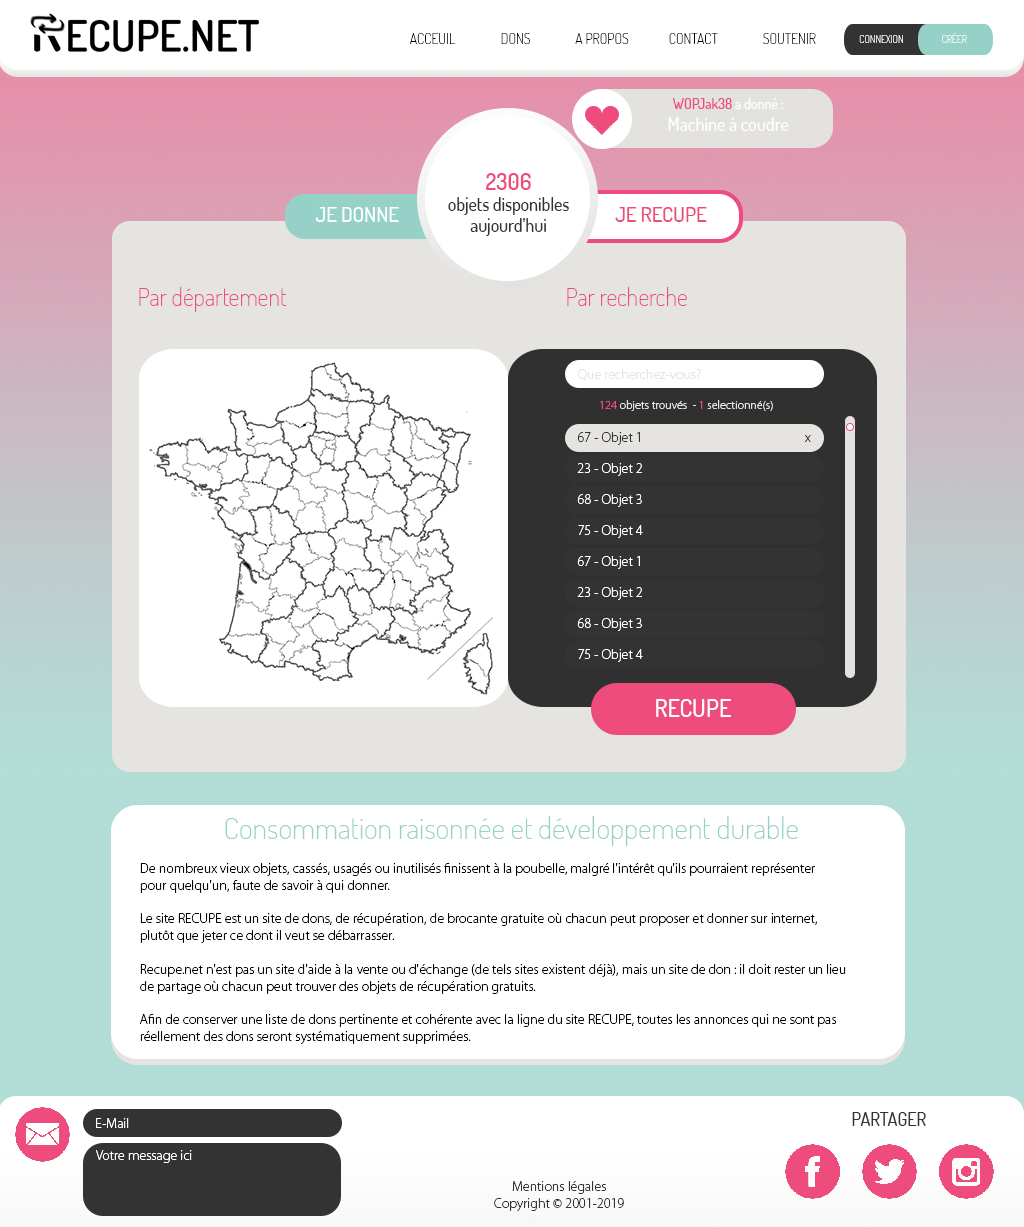 RECUPE.NET
ACCEUIL DONS A PROPOS CONTACT SOUTENIR CONNEXION CRÉER
WOPJak38 a donné :
Machine à coudre
2306
objets disponibles
aujourd'hui
JE DONNE
JE RECUPE
Par département
Par recherche
Que recherchez-vous?
124 objets trouvés - 1 selectionné(s)
67 - Objet 1 x
23 - Objet 2
68 - Objet 3
75 - Objet 4
67 - Objet 1
23 - Objet 2
68 - Objet 3
75 - Objet 4
RECUPE
Consommation raisonnée et développement durable
De nombreux vieux objets, cassés, usagés ou inutilisés finissent à la poubelle, malgré l'intérêt qu'ils pourraient représenter
pour quelqu'un, faute de savoir à qui donner.
Le site RECUPE est un site de dons, de récupération, de brocante gratuite où chacun peut proposer et donner sur internet,
plutôt que jeter ce dont il veut se débarrasser.
Recupe.net n'est pas un site d'aide à la vente ou d'échange (de tels sites existent déjà), mais un site de don : il doit rester un lieu
de partage où chacun peut trouver des objets de récupération gratuits.
Afin de conserver une liste de dons pertinente et cohérente avec la ligne du site RECUPE, toutes les annonces qui ne sont pas
réellement des dons seront systématiquement supprimées.
E-Mail
Votre message ici
Mentions légales
Copyright © 2001-2019
PARTAGER